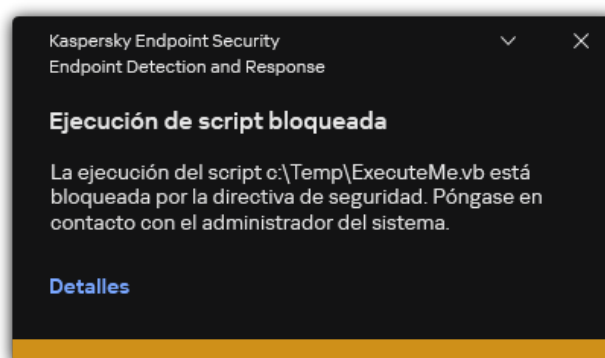 Kaspersky Endpoint Security
Endpoint Detection and Response
Ejecución de script bloqueada
La ejecución del script c:\Temp\ExecuteMe.vb está
bloqueada por la directiva de seguridad. Póngase en
contacto con el administrador del sistema.
Detalles